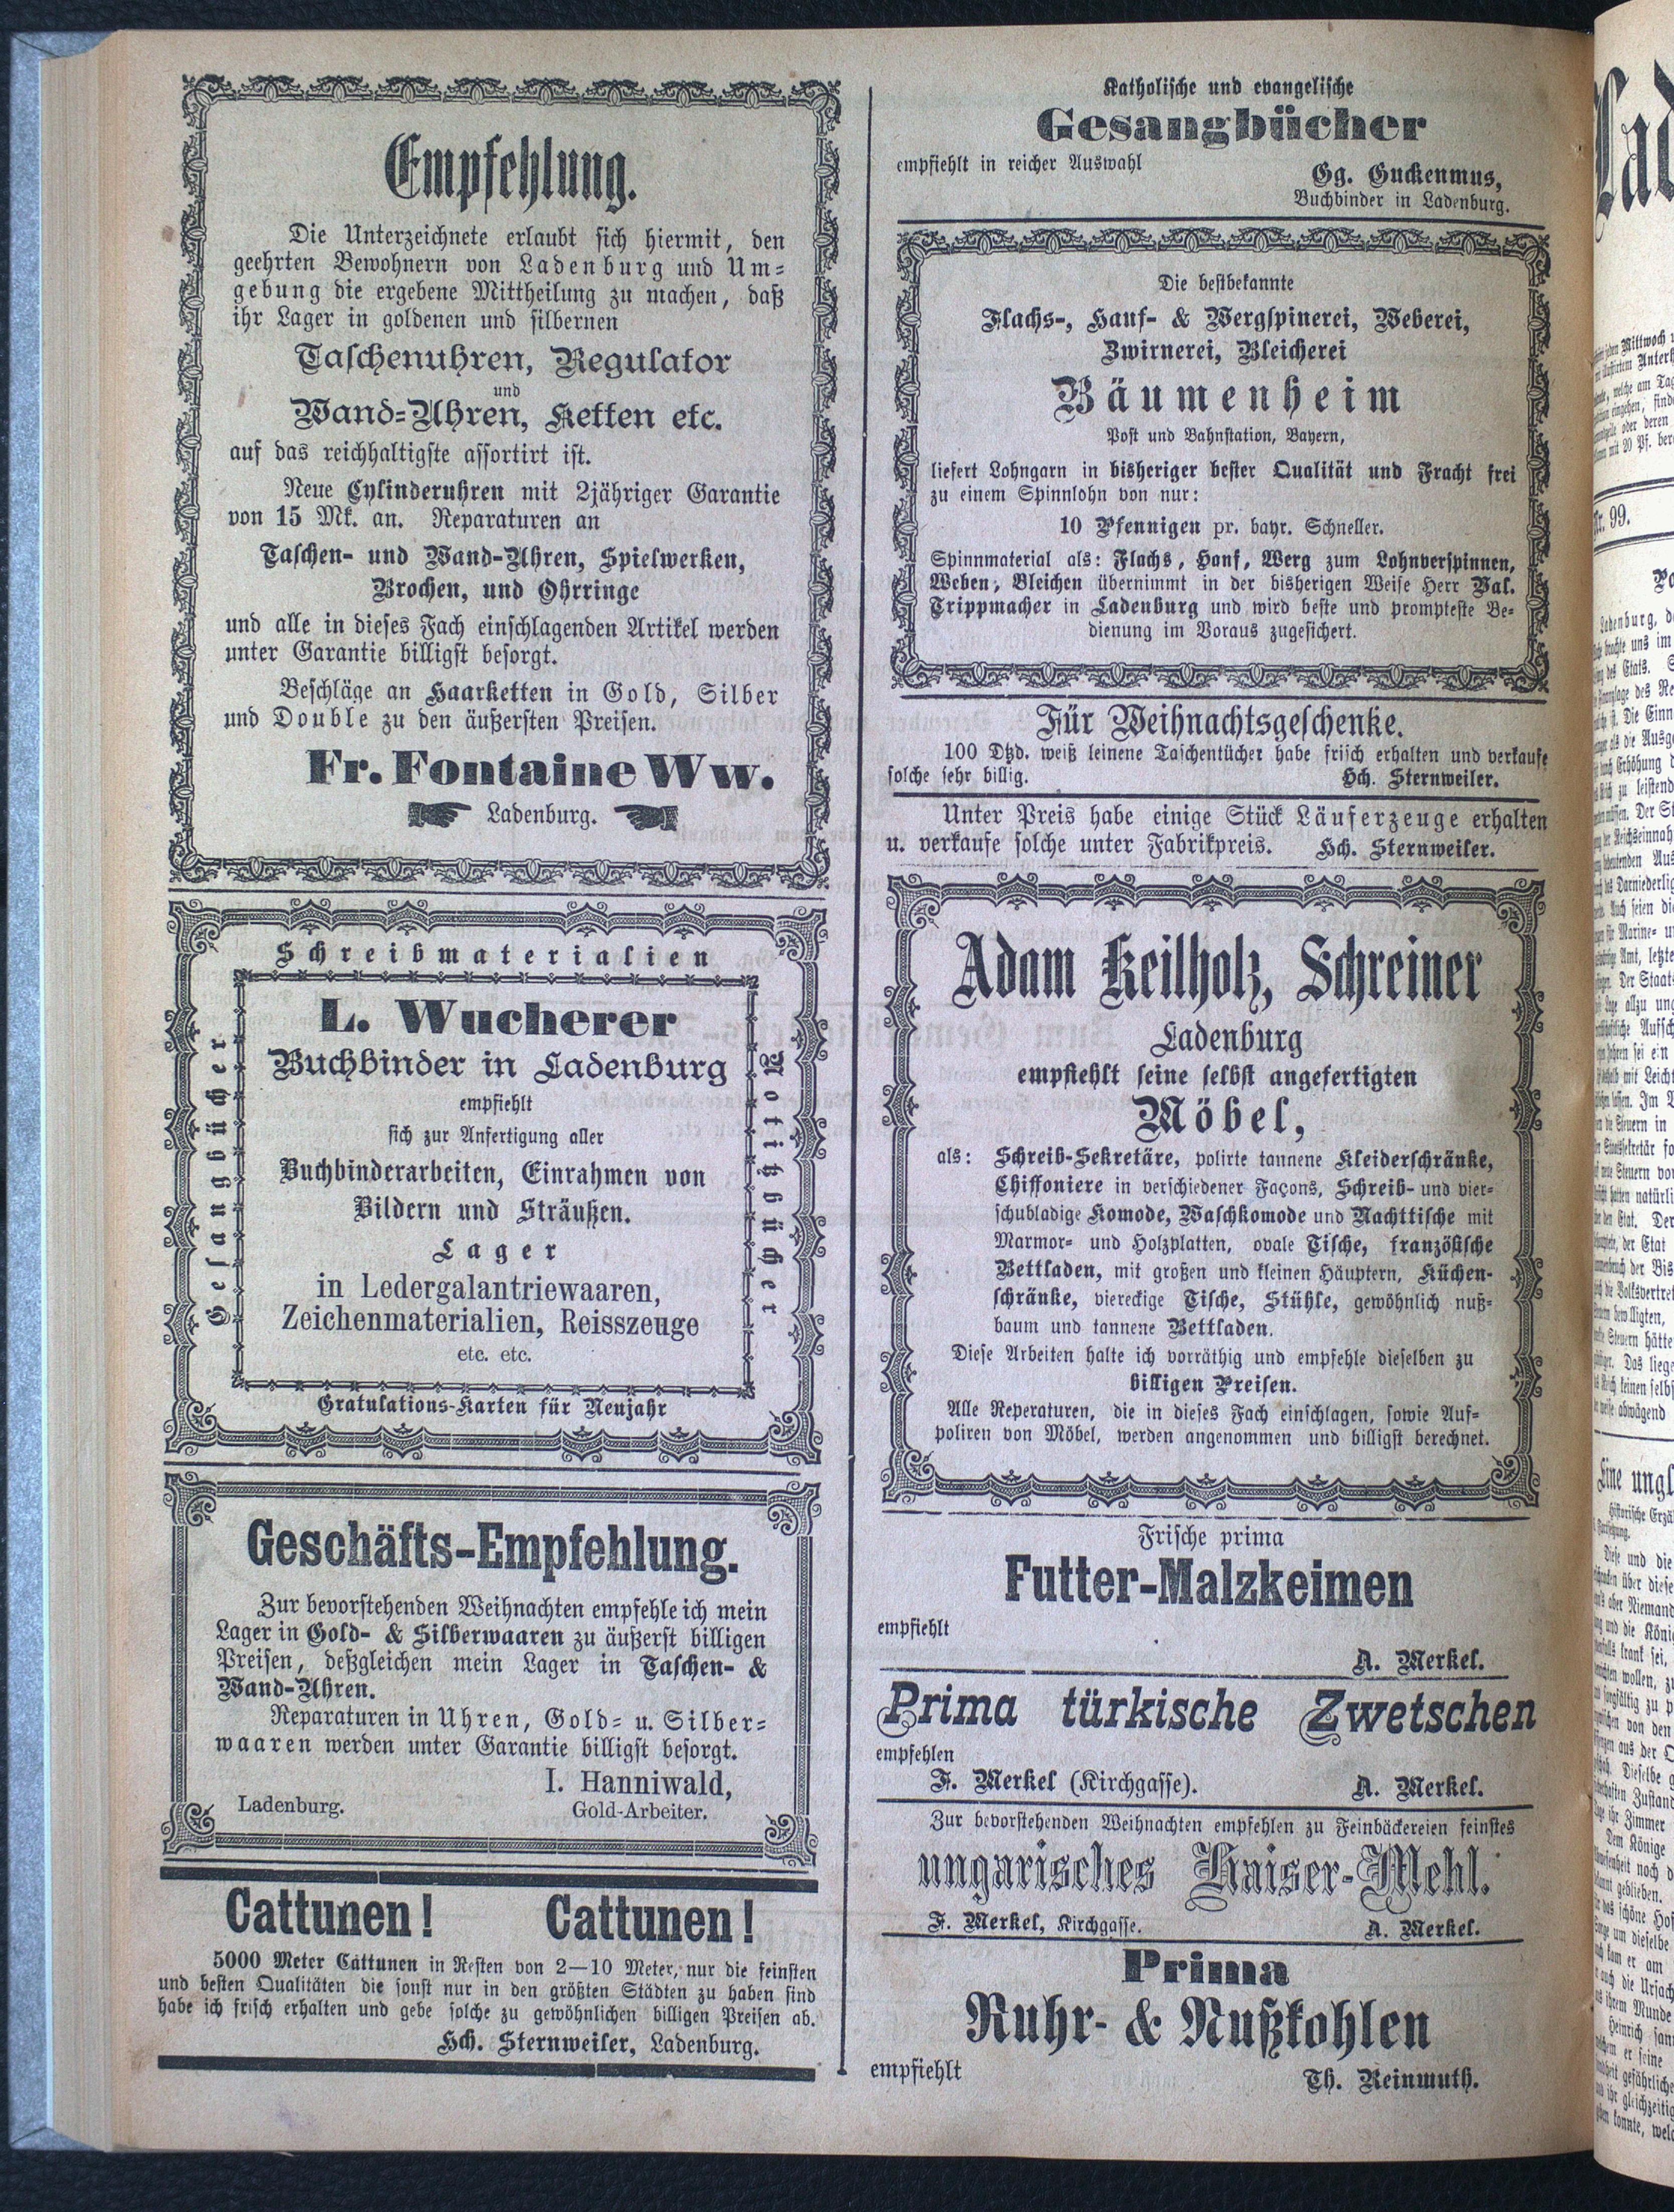 Empfehlung.
Die Unterzeichnete erlaubt sich hiermit, den
geehrten Bewohnern von Ladenburg und Um-
gebung die ergebene Mittheilung zu machen, daß
ihr Lager in goldenen und silbernen
Taschenuhren, Regulator
und
Wand-Uhren, Ketten etc.
auf das reichhaltigste assortirt ist.
Neue Cylinderuhren mit 2jähriger Garantie
von 15 Mk. an. Reparaturen an
Taschen- und Wand-Uhren, Spielwerken,
Brochen, und Ohrringe
und alle in dieses Fach einschlagenden Artikel werden
unter Garantie billigst besorgt.
Beschläge an Haarketten in Gold, Silber
und Double zu den äußersten Preisen.
Fr. Fontaine Ww.
Ladenburg.
Schreibmaterialien
Gesangbücher
L. Wucherer
Buchbinder in Ladenburg
empfiehlt
sich zur Anfertigung aller
Buchbinderarbeiten, Einrahmen von
Bildern und Sträußen.
Lager
in Ledergalantriewaaren,
Zeichenmaterialien, Reisszeuge
etc. etc.
Notizbücher
Gratulations-Karten für Neujahr
Geschäfts-Empfehlung.
Zur bevorstehenden Weihnachten empfehle ich mein
Lager in Gold- & Silberwaaren zu äußerst billigen
Preisen, deßgleichen mein Lager in Taschen- &
Wand-Uhren.
Reparaturen in Uhren, Gold- u. Silber-
waaren werden unter Garantie billigst besorgt.
I. Hanniwald,
Ladenburg. Gold-Arbeiter.
Cattunen! Cattunen!
5000 Meter Cattunen in Resten von 2—10 Meter, nur die feinsten
und besten Qualitäten die sonst nur in den größten Städten zu haben sind
habe ich frisch erhalten und gebe solche zu gewöhnlichen billigen Preisen ab.
Hch. Sternweiler, Ladenburg.
Katholische und evangelische
Gesangbücher
empfiehlt in reicher Auswahl
Gg. Guckenmus,
Buchbinder in Ladenburg.
Die bestbekannte
Flachs-, Hanf- & Wergspinerei, Weberei,
Zwirnerei, Bleicherei
Bäumenheim
Post und Bahnstation, Bayern,
liefert Lohngarn in bisheriger bester Qualität und Fracht frei
zu einem Spinnlohn von nur:
10 Pfennigen pr. bayr. Schneller.
Spinnmaterial als: Flachs, Hanf, Werg zum Lohnverspinnen,
Weben, Bleichen übernimmt in der bisherigen Weise Herr Val.
Trippmacher in Ladenburg und wird beste und prompteste Be-
dienung im Voraus zugesichert.
Für Weihnachtsgeschenke.
100 Dtzd. weiß leinene Taschentücher habe frisch erhalten und verkaufe
solche sehr billig. Hch. Sternweiler.
Unter Preis habe einige Stück Läuferzeuge erhalten
u. verkaufe solche unter Fabrikpreis. Hch. Sternweiler.
Adam Keilholz, Schreiner
Ladenburg
empfiehlt seine selbst angefertigten
Möbel,
als: Schreib-Sekretäre, polirte tannene Kleiderschränke,
Chiffoniere in verschiedener Façons, Schreib- und vier-
schubladige Komode, Waschkomode und Nachttische mit
Marmor- und Holzplatten, ovale Tische, französische
Bettladen, mit großen und kleinen Häuptern, Küchen-
schränke, viereckige Tische, Stühle, gewöhnlich nuß-
baum und tannene Bettladen.
Diese Arbeiten halte ich vorräthig und empfehle dieselben zu
billigen Preisen.
Alle Reperaturen, die in dieses Fach einschlagen, sowie Auf-
poliren von Möbel, werden angenommen und billigst berechnet.
Frische prima
Futter-Malzkeimen
empfiehlt
A. Merkel.
Prima türkische Zwetschen
empfehlen
F. Merkel (Kirchgasse). A. Merkel.
Zur bevorstehenden Weihnachten empfehlen zu Feinbäckereien feinstes
ungarisches Kaiser-Mehl.
F. Merkel, Kirchgasse. A. Merkel.
Prima
Ruhr- & Nußkohlen
empfiehlt
Th. Reinmuth.
Nr. 99.